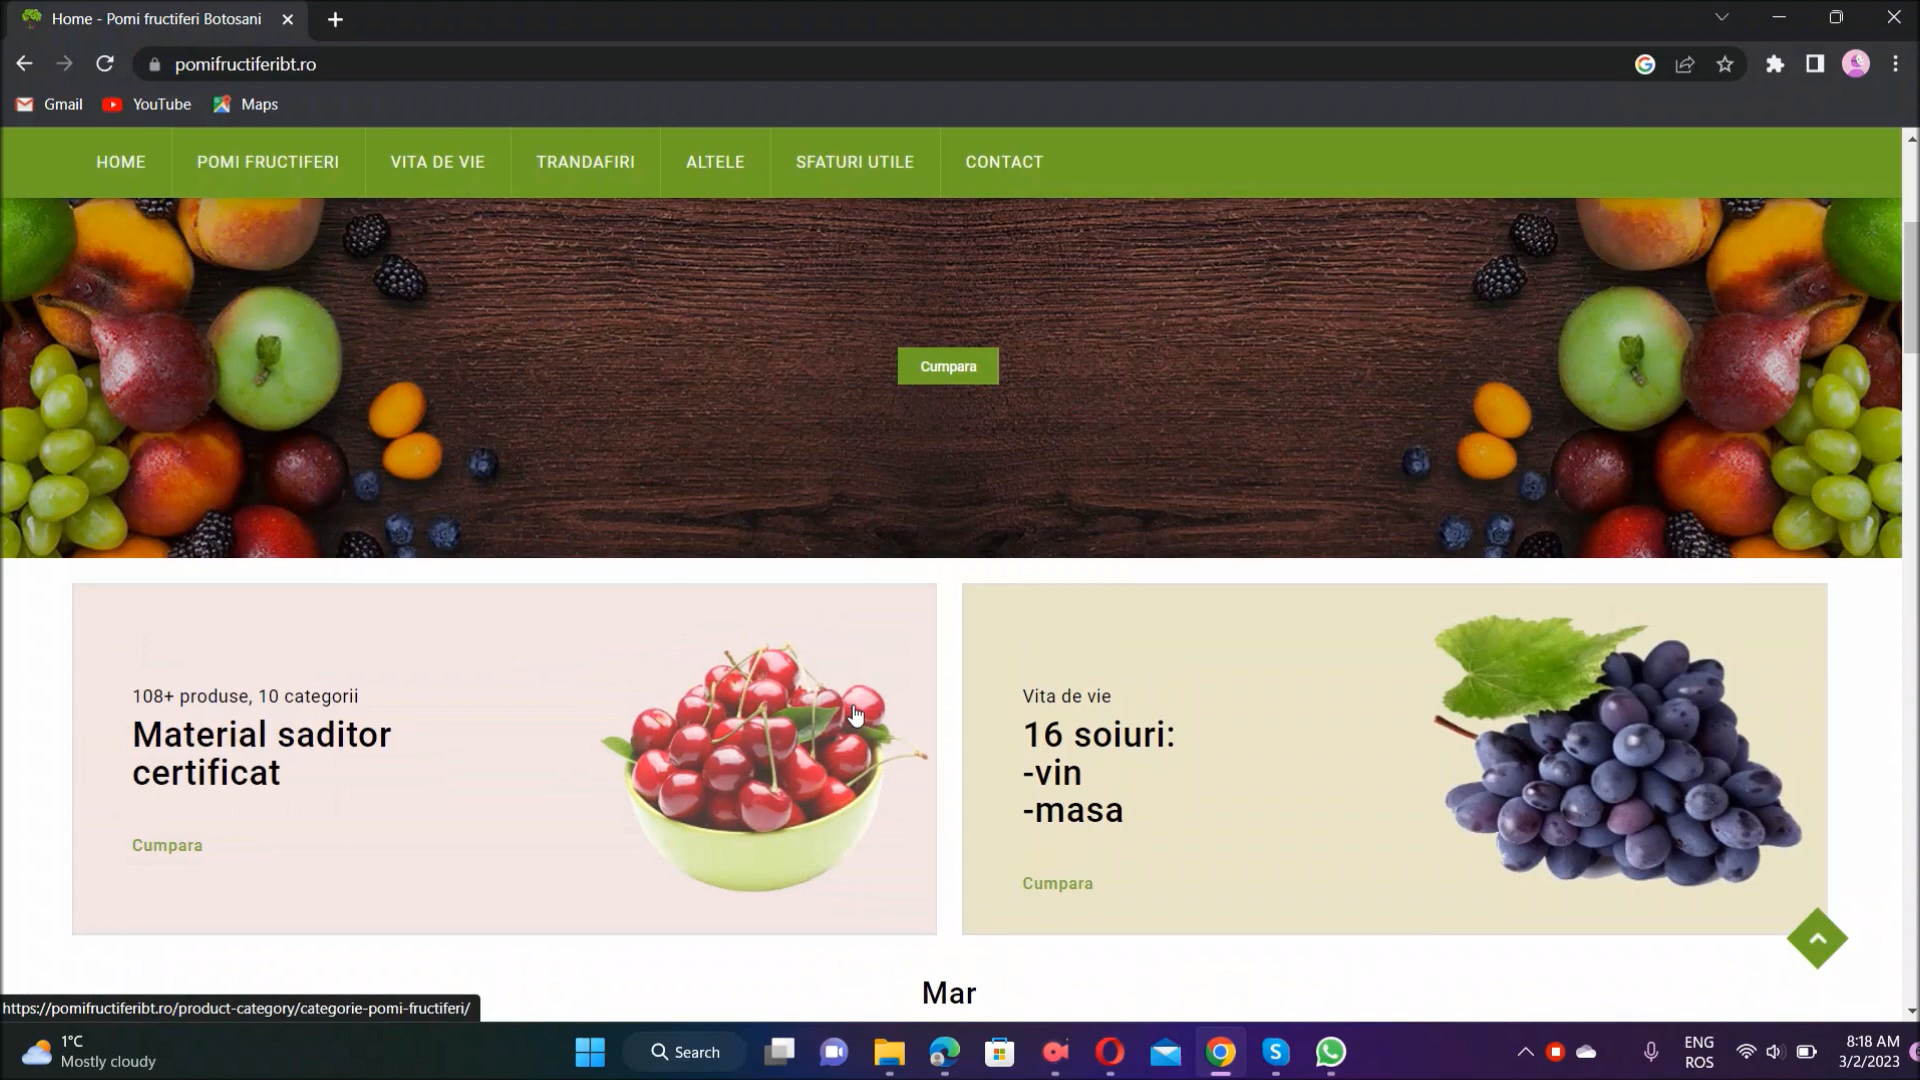 Home - Pomi fructiferi Botosani
pomifructiferibt.ro
Gmail YouTube Maps
HOME POMI FRUCTIFERI VITA DE VIE TRANDAFIRI ALTELE SFATURI UTILE CONTACT
Cumpara
108+ produse, 10 categorii
Material saditor
certificat
Cumpara
Vita de vie
16 soiuri:
-vin
-masa
Cumpara
Mar
https://pomifructiferibt.ro/product-category/categorie-pomi-fructiferi/
1°C
Mostly cloudy
Search
ENG
ROS
8:18 AM
3/2/2023